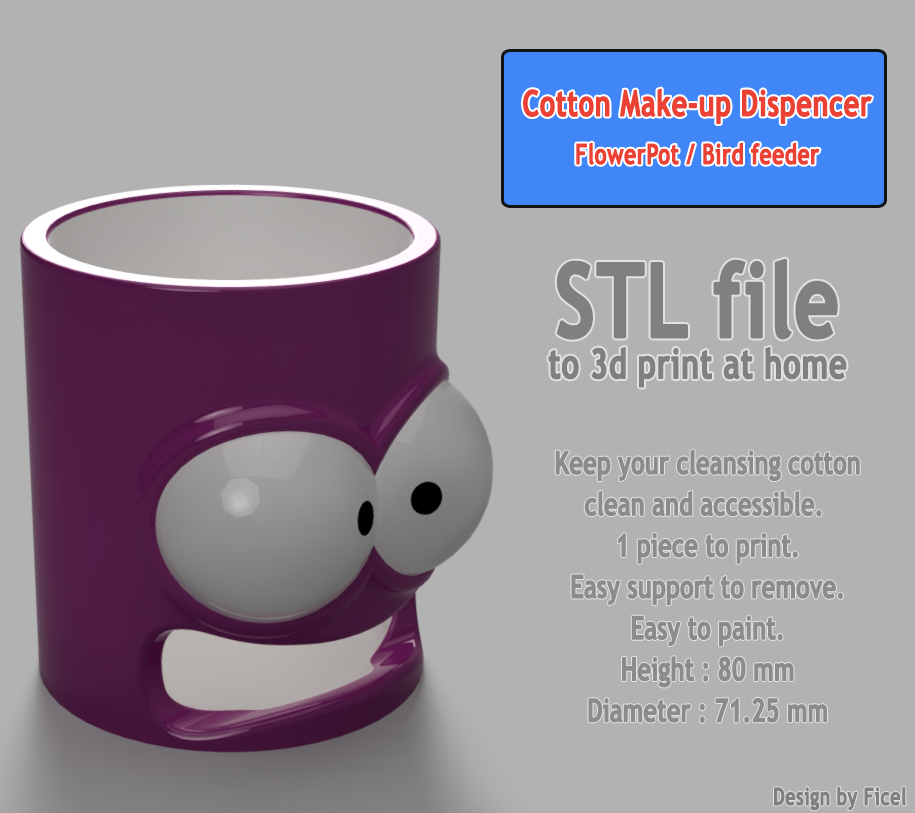 Cotton Make-up Dispencer
FlowerPot / Bird feeder
STL file
to 3d print at home
Keep your cleansing cotton
clean and accessible.
1 piece to print.
Easy support to remove.
Easy to paint.
Height : 80 mm
Diameter : 71.25 mm
Design by Ficel